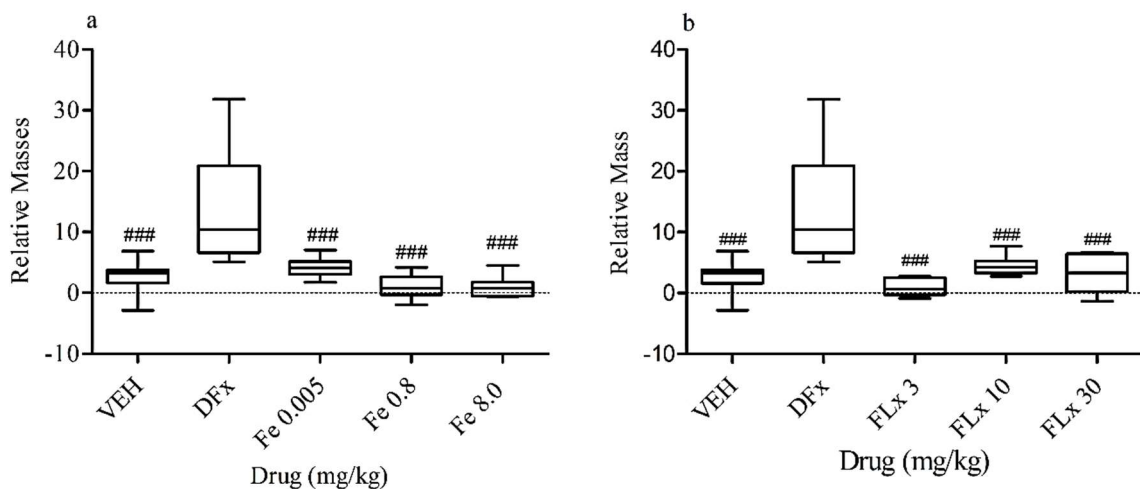 a
40
30
20
10
0
-10
Relative Masses
###
###
###
###
VEH
DFx
Fe 0.005
Fe 0.8
Fe 8.0
Drug (mg/kg)
b
40
30
20
10
0
-10
Relative Mass
###
###
###
###
VEH
DFx
FLx 3
FLx 10
FLx 30
Drug (mg/kg)